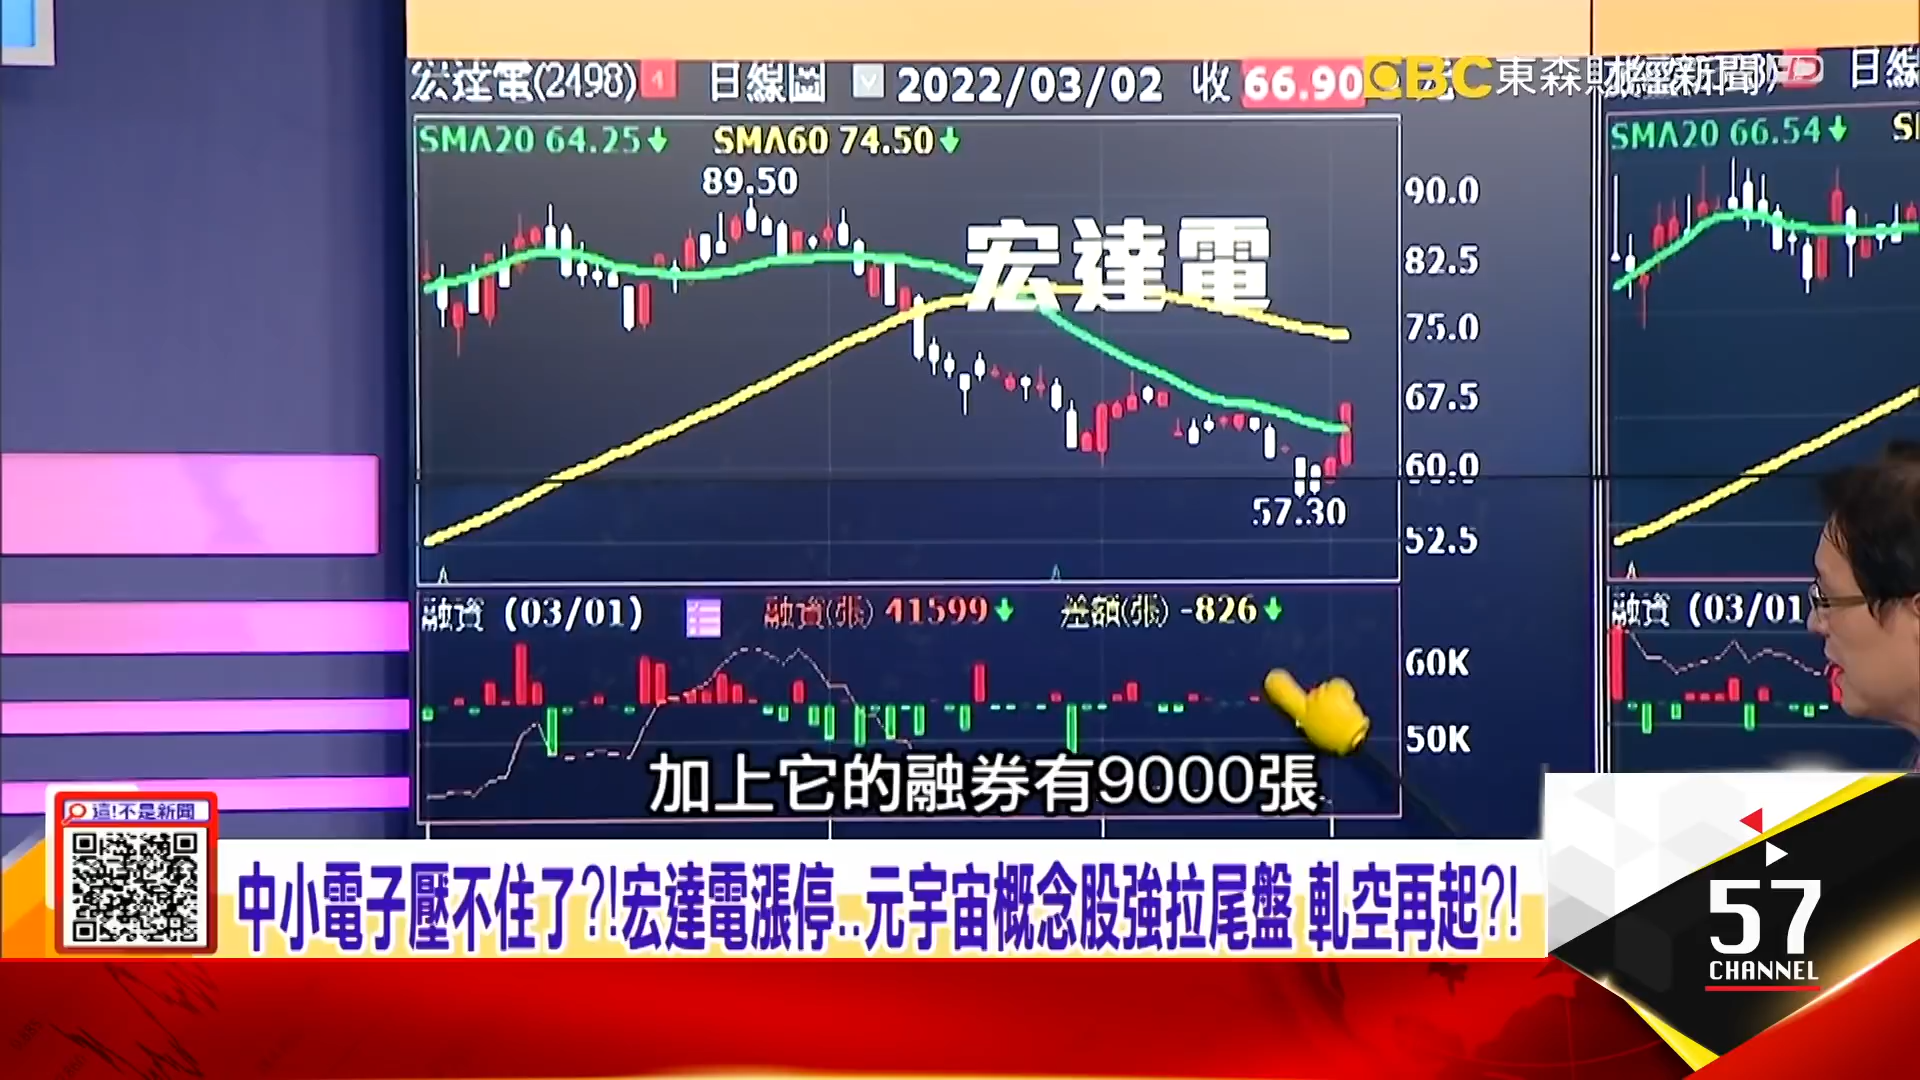 宏達電(2498) 日線圖 2022/03/02 收 66.90 元
EBC 東森財經新聞 HD
日線
SMA20 64.25↓ SMA60 74.50↓
SMA20 66.54↓
89.50
宏達電
90.0
82.5
75.0
67.5
60.0
52.5
57.30
融資 (03/01) 融資(張) 41599↓ 差額(張) -826↓
融資 (03/01
60K
50K
加上它的融券有9000張
這!不是新聞
中小電子壓不住了?!宏達電漲停..元宇宙概念股強拉尾盤 軋空再起?!
57
CHANNEL